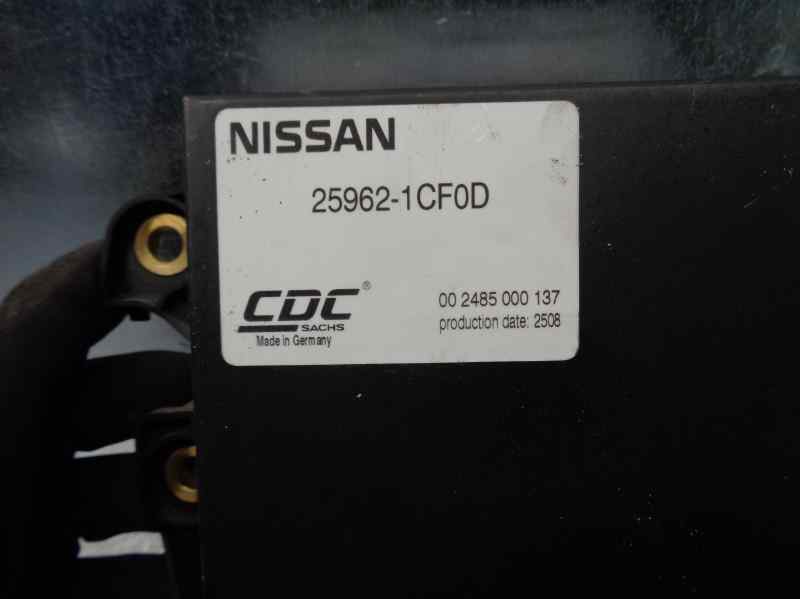 NISSAN
25962-1CF0D
CDC®
SACHS
Made in Germany
00 2485 000 137
production date: 2508